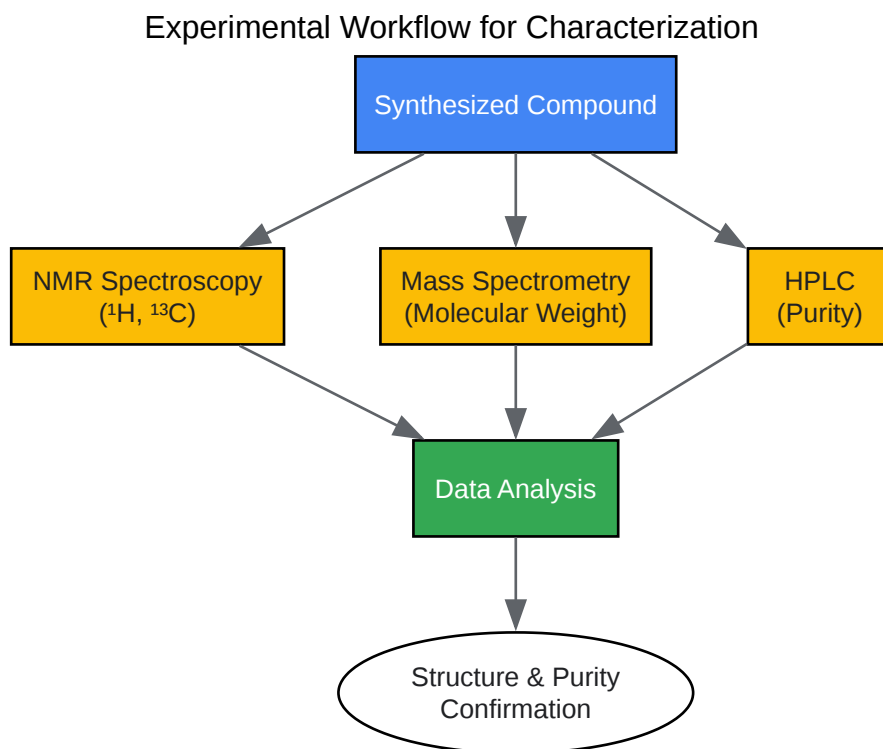 Experimental Workflow for Characterization
Synthesized Compound
NMR Spectroscopy
(¹H, ¹³C)
Mass Spectrometry
(Molecular Weight)
HPLC
(Purity)
Data Analysis
Structure & Purity
Confirmation